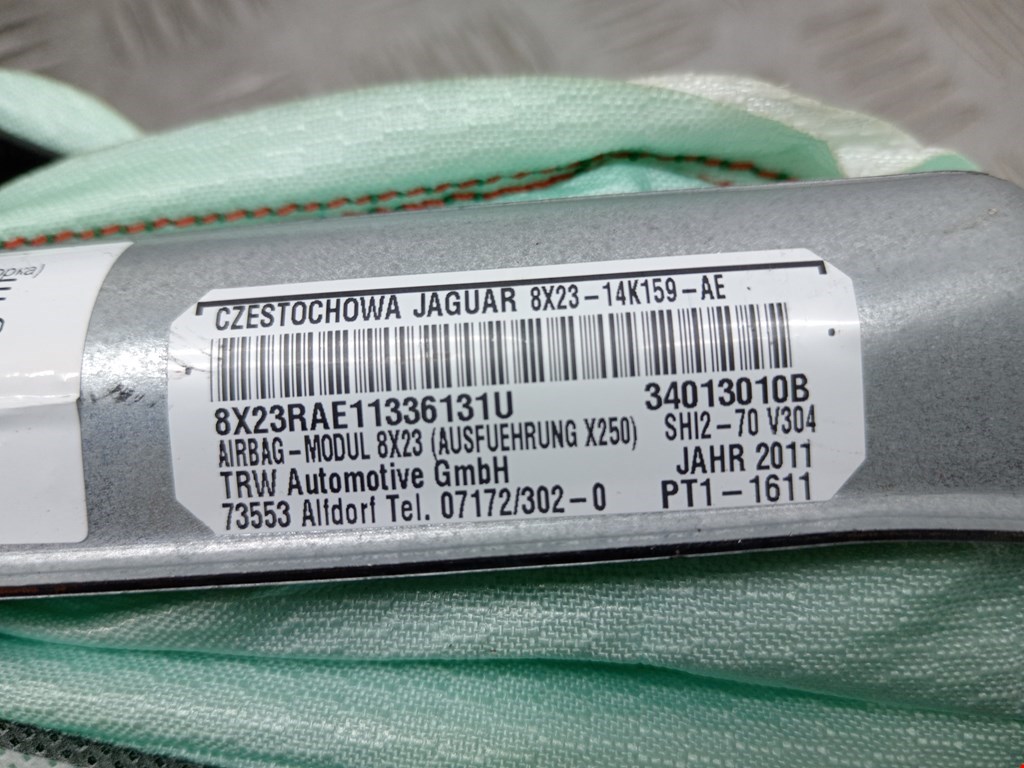 CZESTOCHOWA JAGUAR 8X23-14K159-AE
8X23RAE11336131U 34013010B
AIRBAG-MODUL 8X23 (AUSFUEHRUNG X250) SHI2-70 V304
TRW Automotive GmbH JAHR 2011
73553 Alfdorf Tel. 07172/302-0 PT1-1611